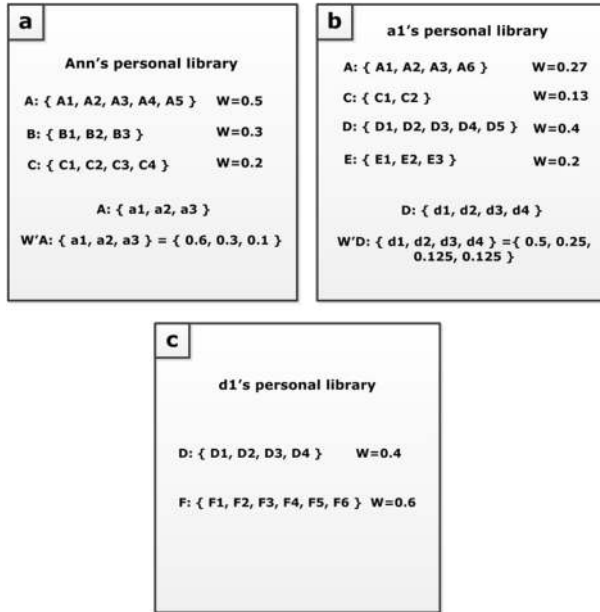 a
Ann's personal library
A: { A1, A2, A3, A4, A5 } W=0.5
B: { B1, B2, B3 } W=0.3
C: { C1, C2, C3, C4 } W=0.2
A: { a1, a2, a3 }
W'A: { a1, a2, a3 } = { 0.6, 0.3, 0.1 }
b
a1's personal library
A: { A1, A2, A3, A6 } W=0.27
C: { C1, C2 } W=0.13
D: { D1, D2, D3, D4, D5 } W=0.4
E: { E1, E2, E3 } W=0.2
D: { d1, d2, d3, d4 }
W'D: { d1, d2, d3, d4 } ={ 0.5, 0.25,
0.125, 0.125 }
c
d1's personal library
D: { D1, D2, D3, D4 } W=0.4
F: { F1, F2, F3, F4, F5, F6 } W=0.6